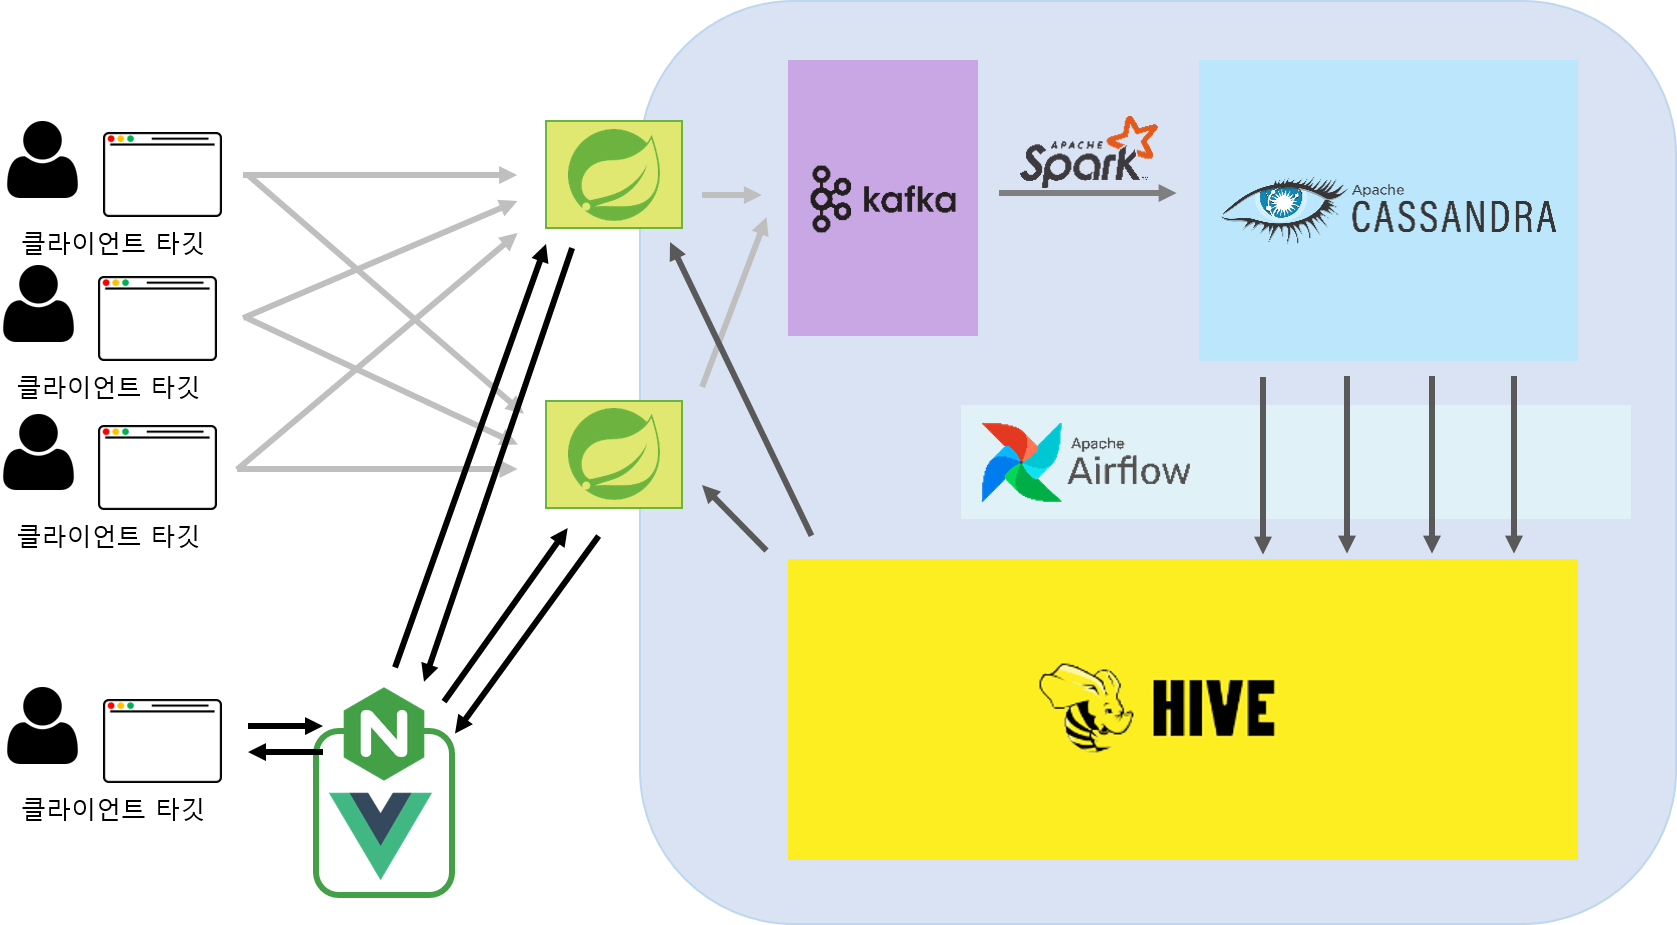 클라이언트 타깃
클라이언트 타깃
클라이언트 타깃
클라이언트 타깃
N
kafka
APACHE
Spark
Apache
CASSANDRA
Apache
Airflow
HIVE